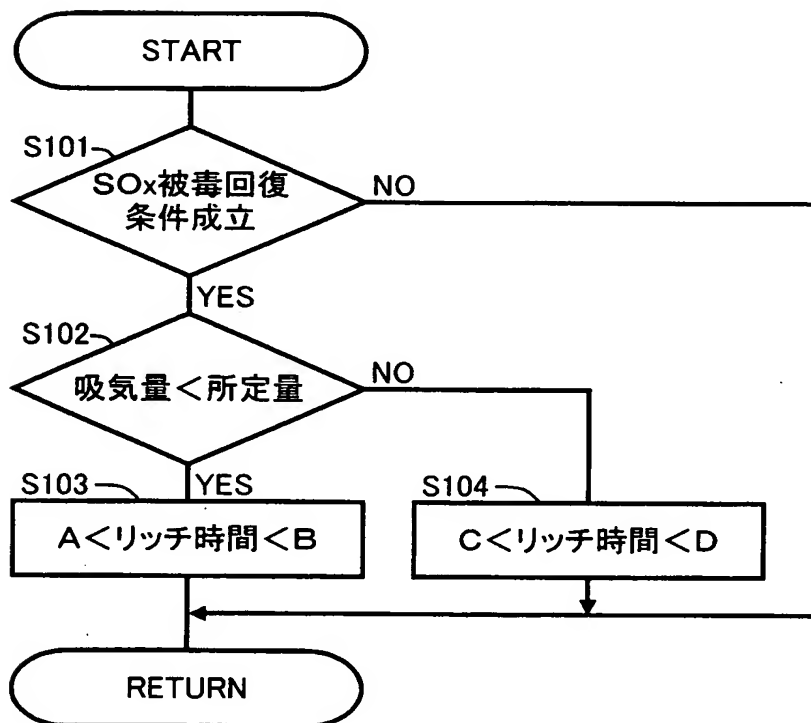 START
S101
SOx被毒回復
条件成立
NO
YES
S102
吸気量<所定量
NO
YES
S103
A<リッチ時間<B
S104
C<リッチ時間<D
RETURN